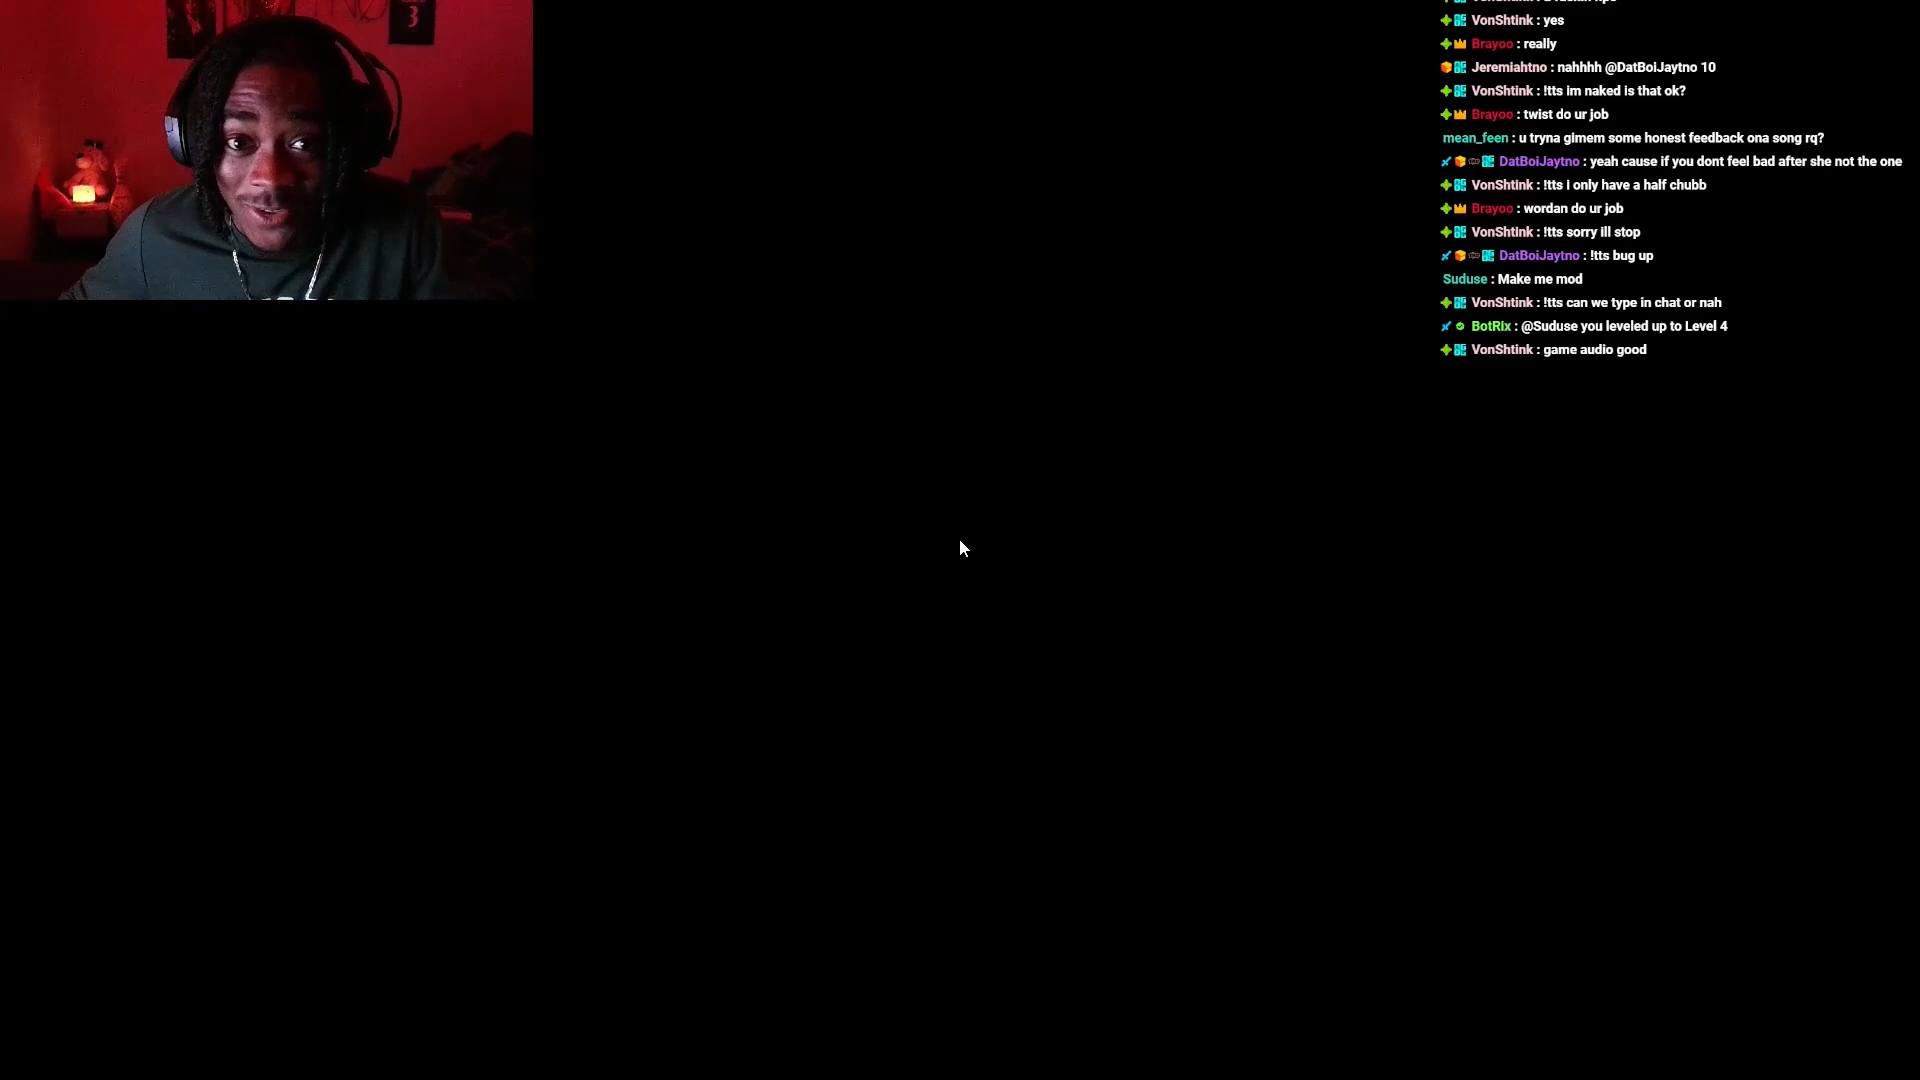 VonShtink : yes
Brayoo : really
Jeremiahtno : nahhhh @DatBoiJaytno 10
VonShtink : !tts im naked is that ok?
Brayoo : twist do ur job
mean_feen : u tryna gimem some honest feedback ona song rq?
DatBoiJaytno : yeah cause if you dont feel bad after she not the one
VonShtink : !tts i only have a half chubb
Brayoo : wordan do ur job
VonShtink : !tts sorry ill stop
DatBoiJaytno : !tts bug up
Suduse : Make me mod
VonShtink : !tts can we type in chat or nah
BotRix : @Suduse you leveled up to Level 4
VonShtink : game audio good
3